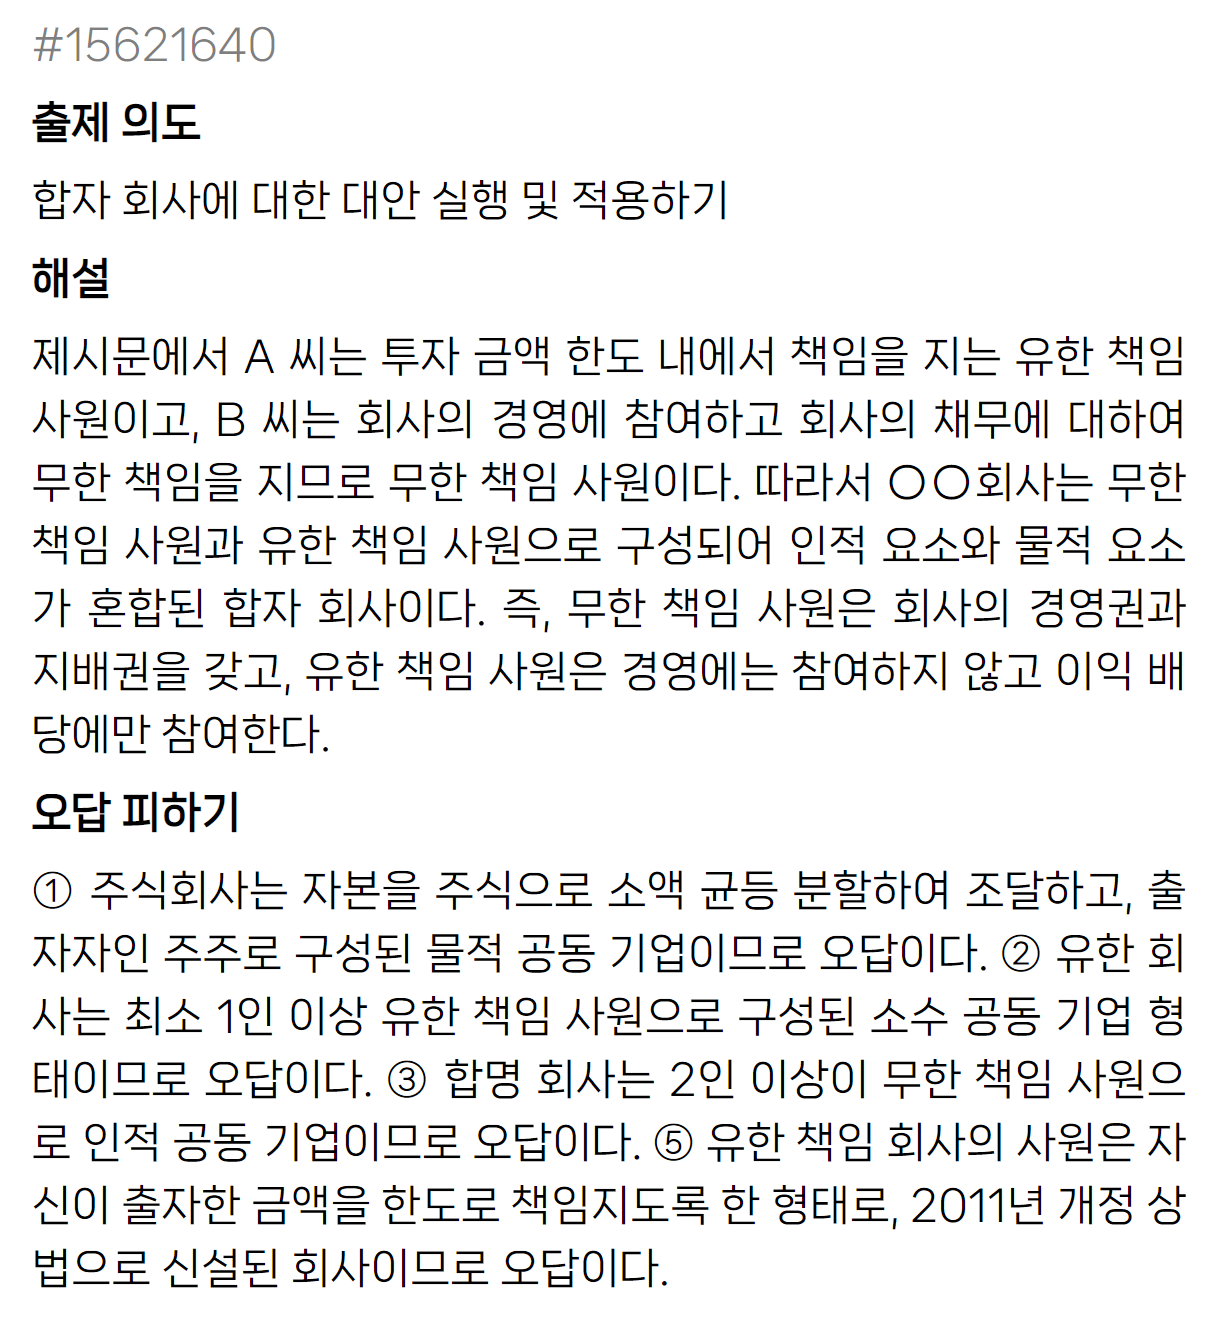 #15621640
출제 의도
합자 회사에 대한 대안 실행 및 적용하기
해설
제시문에서 A 씨는 투자 금액 한도 내에서 책임을 지는 유한 책임
사원이고, B 씨는 회사의 경영에 참여하고 회사의 채무에 대하여
무한 책임을 지므로 무한 책임 사원이다. 따라서 ○○회사는 무한
책임 사원과 유한 책임 사원으로 구성되어 인적 요소와 물적 요소
가 혼합된 합자 회사이다. 즉, 무한 책임 사원은 회사의 경영권과
지배권을 갖고, 유한 책임 사원은 경영에는 참여하지 않고 이익 배
당에만 참여한다.
오답 피하기
① 주식회사는 자본을 주식으로 소액 균등 분할하여 조달하고, 출
자자인 주주로 구성된 물적 공동 기업이므로 오답이다. ② 유한 회
사는 최소 1인 이상 유한 책임 사원으로 구성된 소수 공동 기업 형
태이므로 오답이다. ③ 합명 회사는 2인 이상이 무한 책임 사원으
로 인적 공동 기업이므로 오답이다. ⑤ 유한 책임 회사의 사원은 자
신이 출자한 금액을 한도로 책임지도록 한 형태로, 2011년 개정 상
법으로 신설된 회사이므로 오답이다.